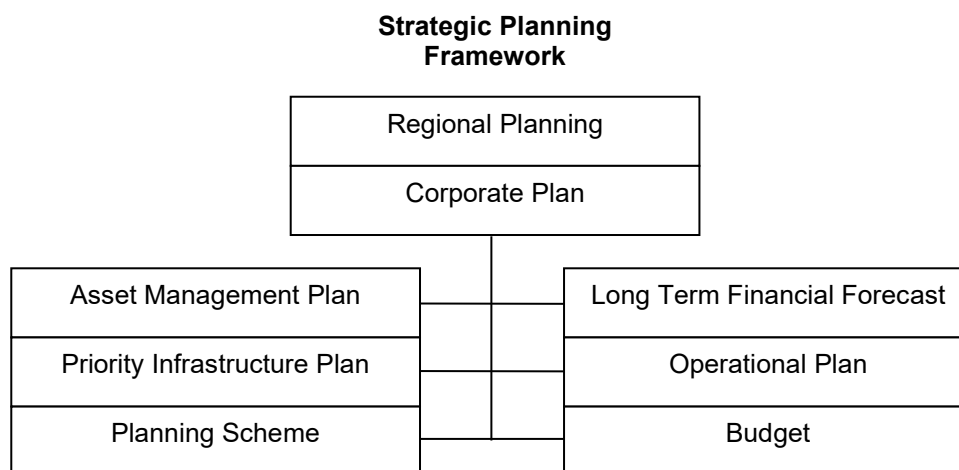 Strategic Planning
Framework
Regional Planning
Corporate Plan
Asset Management Plan
Long Term Financial Forecast
Priority Infrastructure Plan
Operational Plan
Planning Scheme
Budget